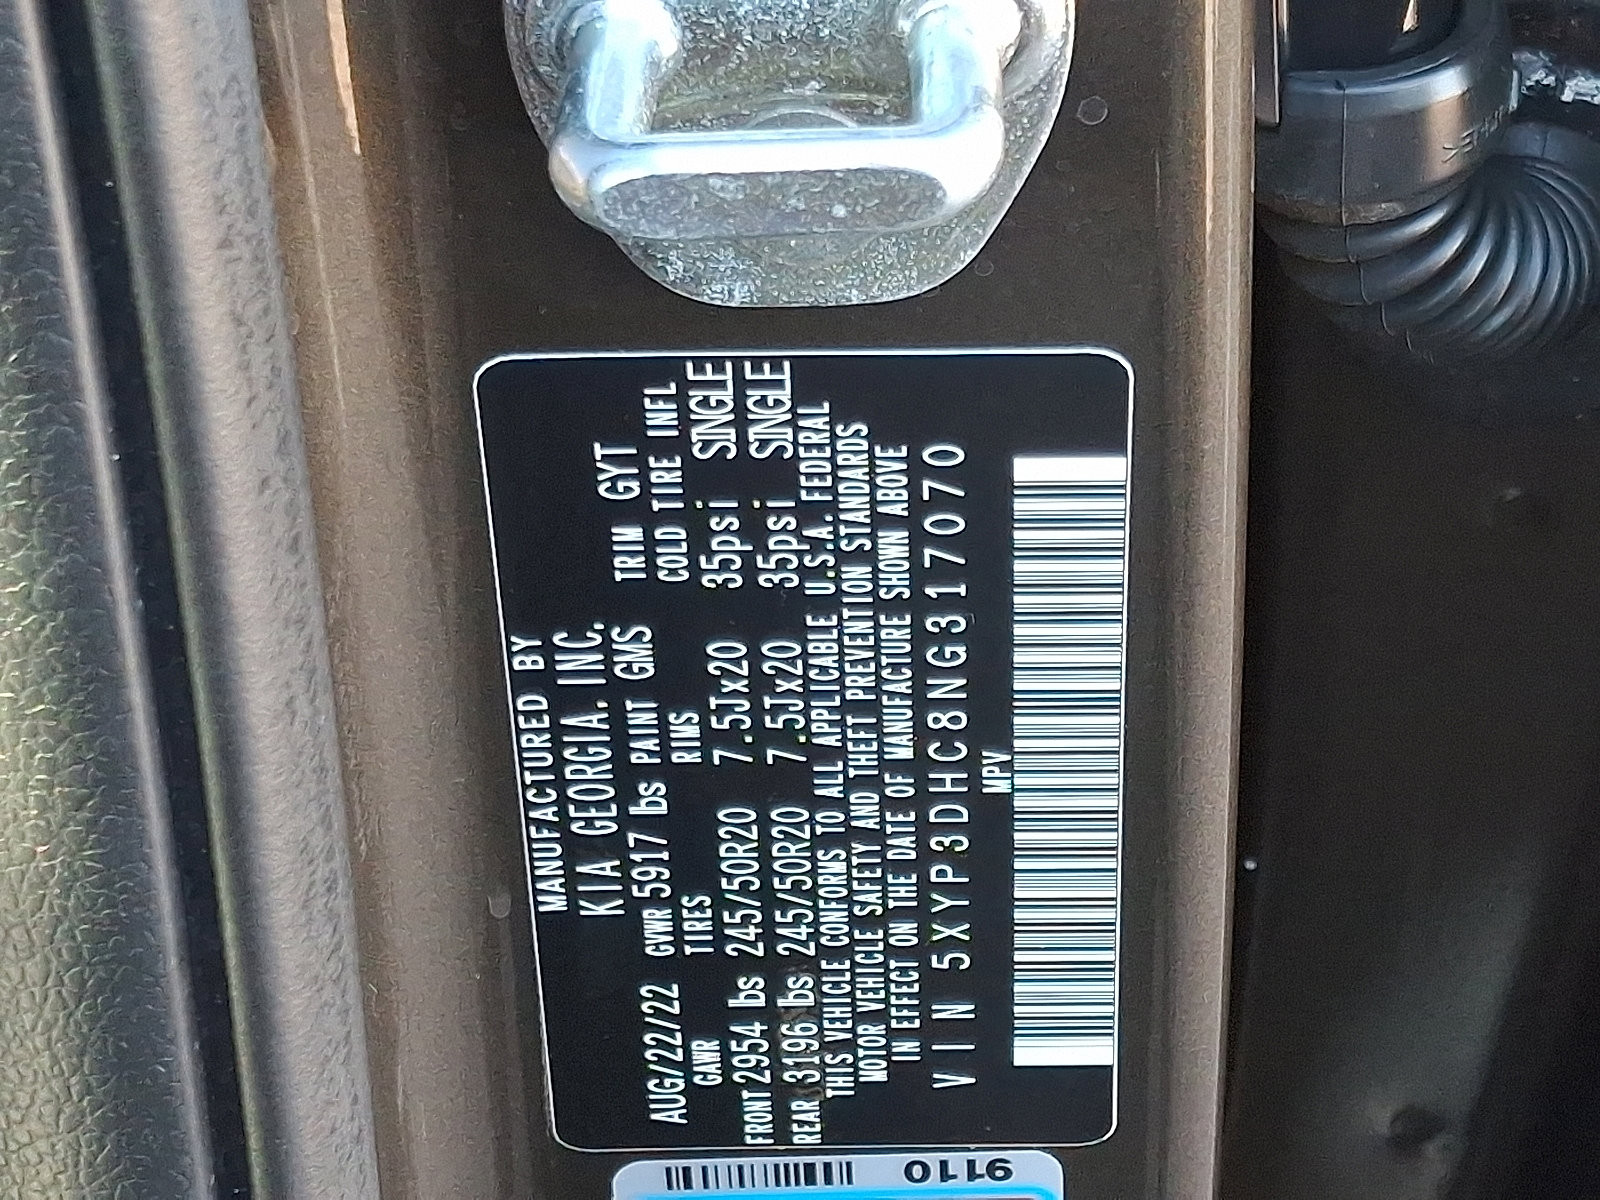 MANUFACTURED BY
KIA GEORGIA, INC.
AUG/22/22 GVWR 5917 lbs PAINT GMS TRIM GYT
GAWR TIRES RIMS COLD TIRE INFL
FRONT 2954 lbs 245/50R20 7.5Jx20 35psi SINGLE
REAR 3196 lbs 245/50R20 7.5Jx20 35psi SINGLE
THIS VEHICLE CONFORMS TO ALL APPLICABLE U.S.A. FEDERAL
MOTOR VEHICLE SAFETY AND THEFT PREVENTION STANDARDS
IN EFFECT ON THE DATE OF MANUFACTURE SHOWN ABOVE
VIN 5XYP3DHC8NG317070
MPV
9110